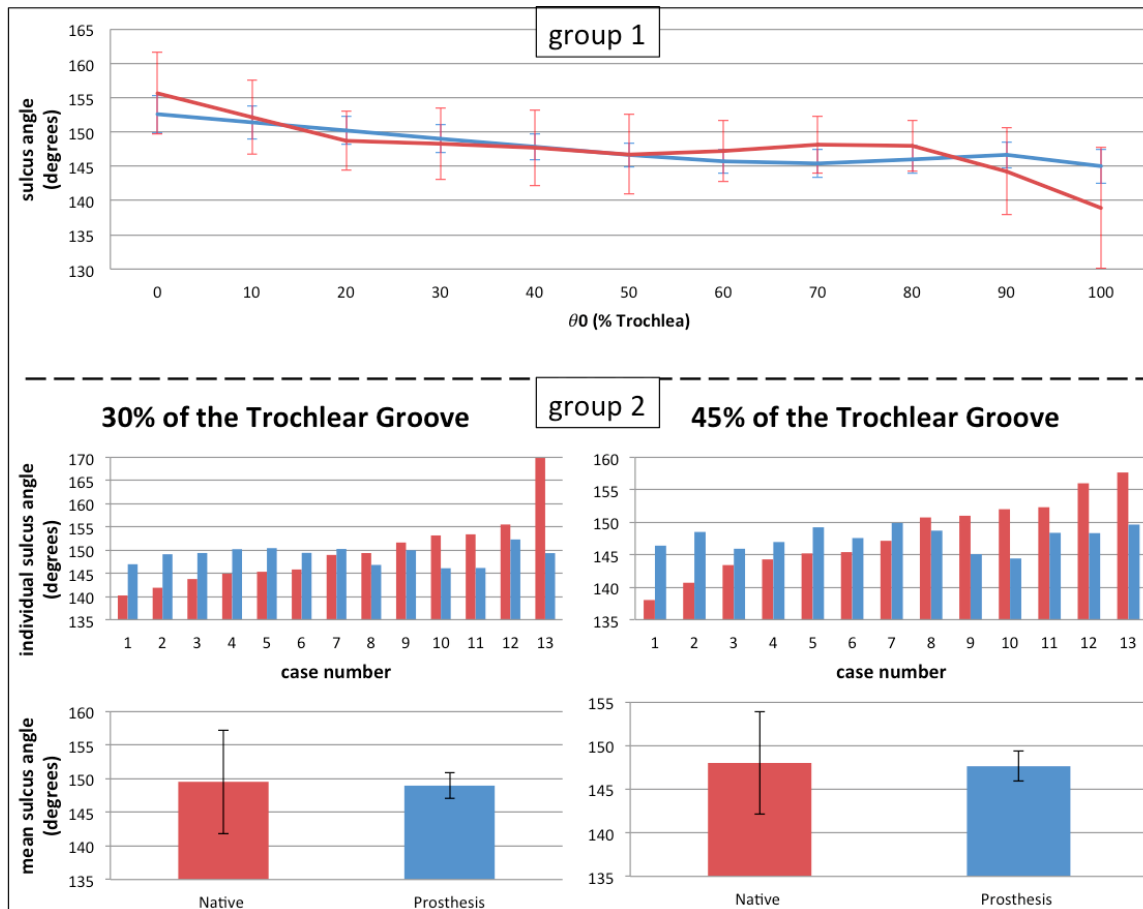 group 1
165
160
155
150
145
140
135
130
sulcus angle
(degrees)
0 10 20 30 40 50 60 70 80 90 100
θ0 (% Trochlea)
group 2
30% of the Trochlear Groove
170
165
160
155
150
145
140
135
individual sulcus angle
(degrees)
1 2 3 4 5 6 7 8 9 10 11 12 13
case number
45% of the Trochlear Groove
160
155
150
145
140
135
1 2 3 4 5 6 7 8 9 10 11 12 13
case number
160
155
150
145
140
135
mean sulcus angle
(degrees)
Native Prosthesis
155
150
145
140
135
Native Prosthesis